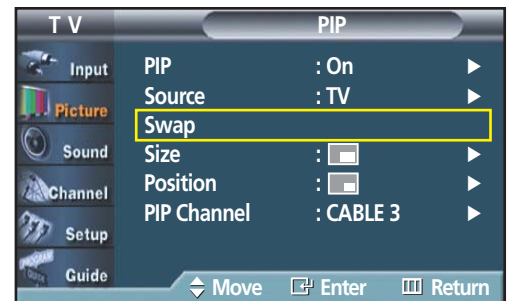 T V
PIP
Input
Picture
Sound
Channel
Setup
PROGRAM
Guide
PIP : On
Source : TV
Swap
Size :
Position :
PIP Channel : CABLE 3
Move Enter Return